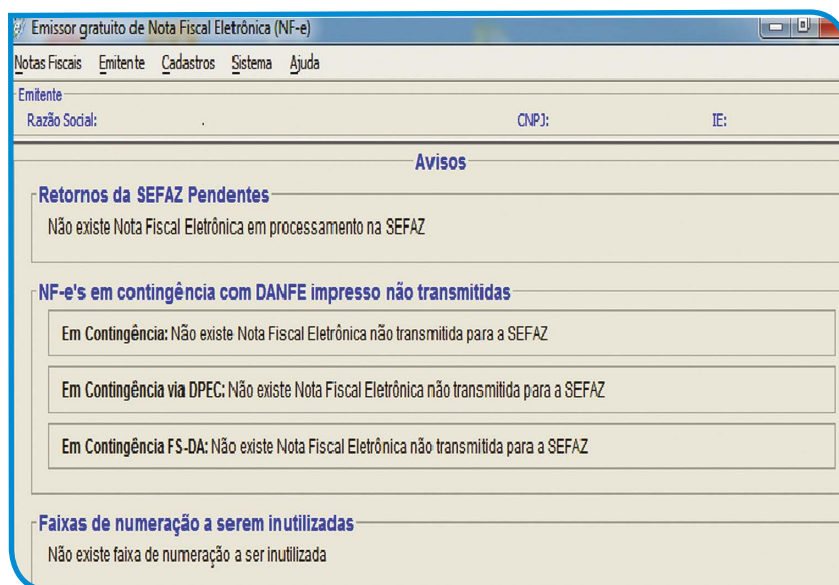 Emissor gratuito de Nota Fiscal Eletrônica (NF-e)
Notas Fiscais Emitente Cadastros Sistema Ajuda
Emitente
Razão Social: . CNPJ: IE:
Avisos
Retornos da SEFAZ Pendentes
Não existe Nota Fiscal Eletrônica em processamento na SEFAZ
NF-e's em contingência com DANFE impresso não transmitidas
Em Contingência: Não existe Nota Fiscal Eletrônica não transmitida para a SEFAZ
Em Contingência via DPEC: Não existe Nota Fiscal Eletrônica não transmitida para a SEFAZ
Em Contingência FS-DA: Não existe Nota Fiscal Eletrônica não transmitida para a SEFAZ
Faixas de numeração a serem inutilizadas
Não existe faixa de numeração a ser inutilizada